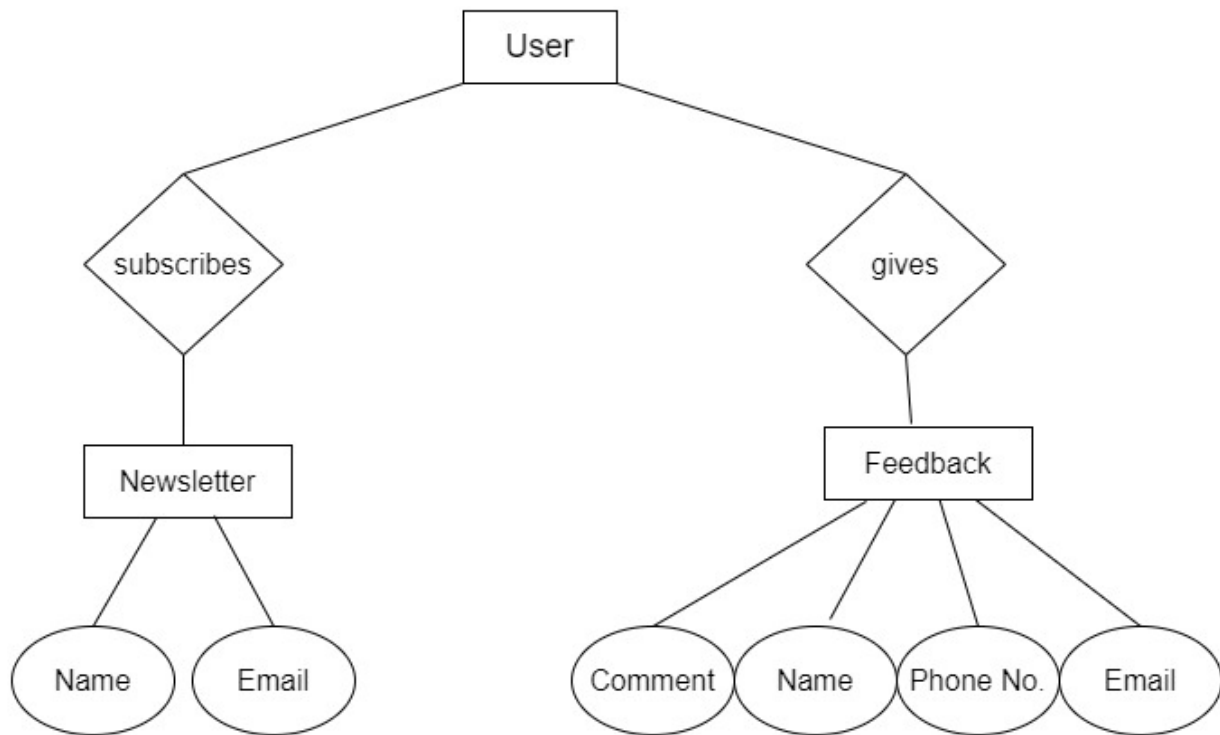 User
subscribes
gives
Newsletter
Feedback
Name
Email
Comment
Name
Phone No.
Email